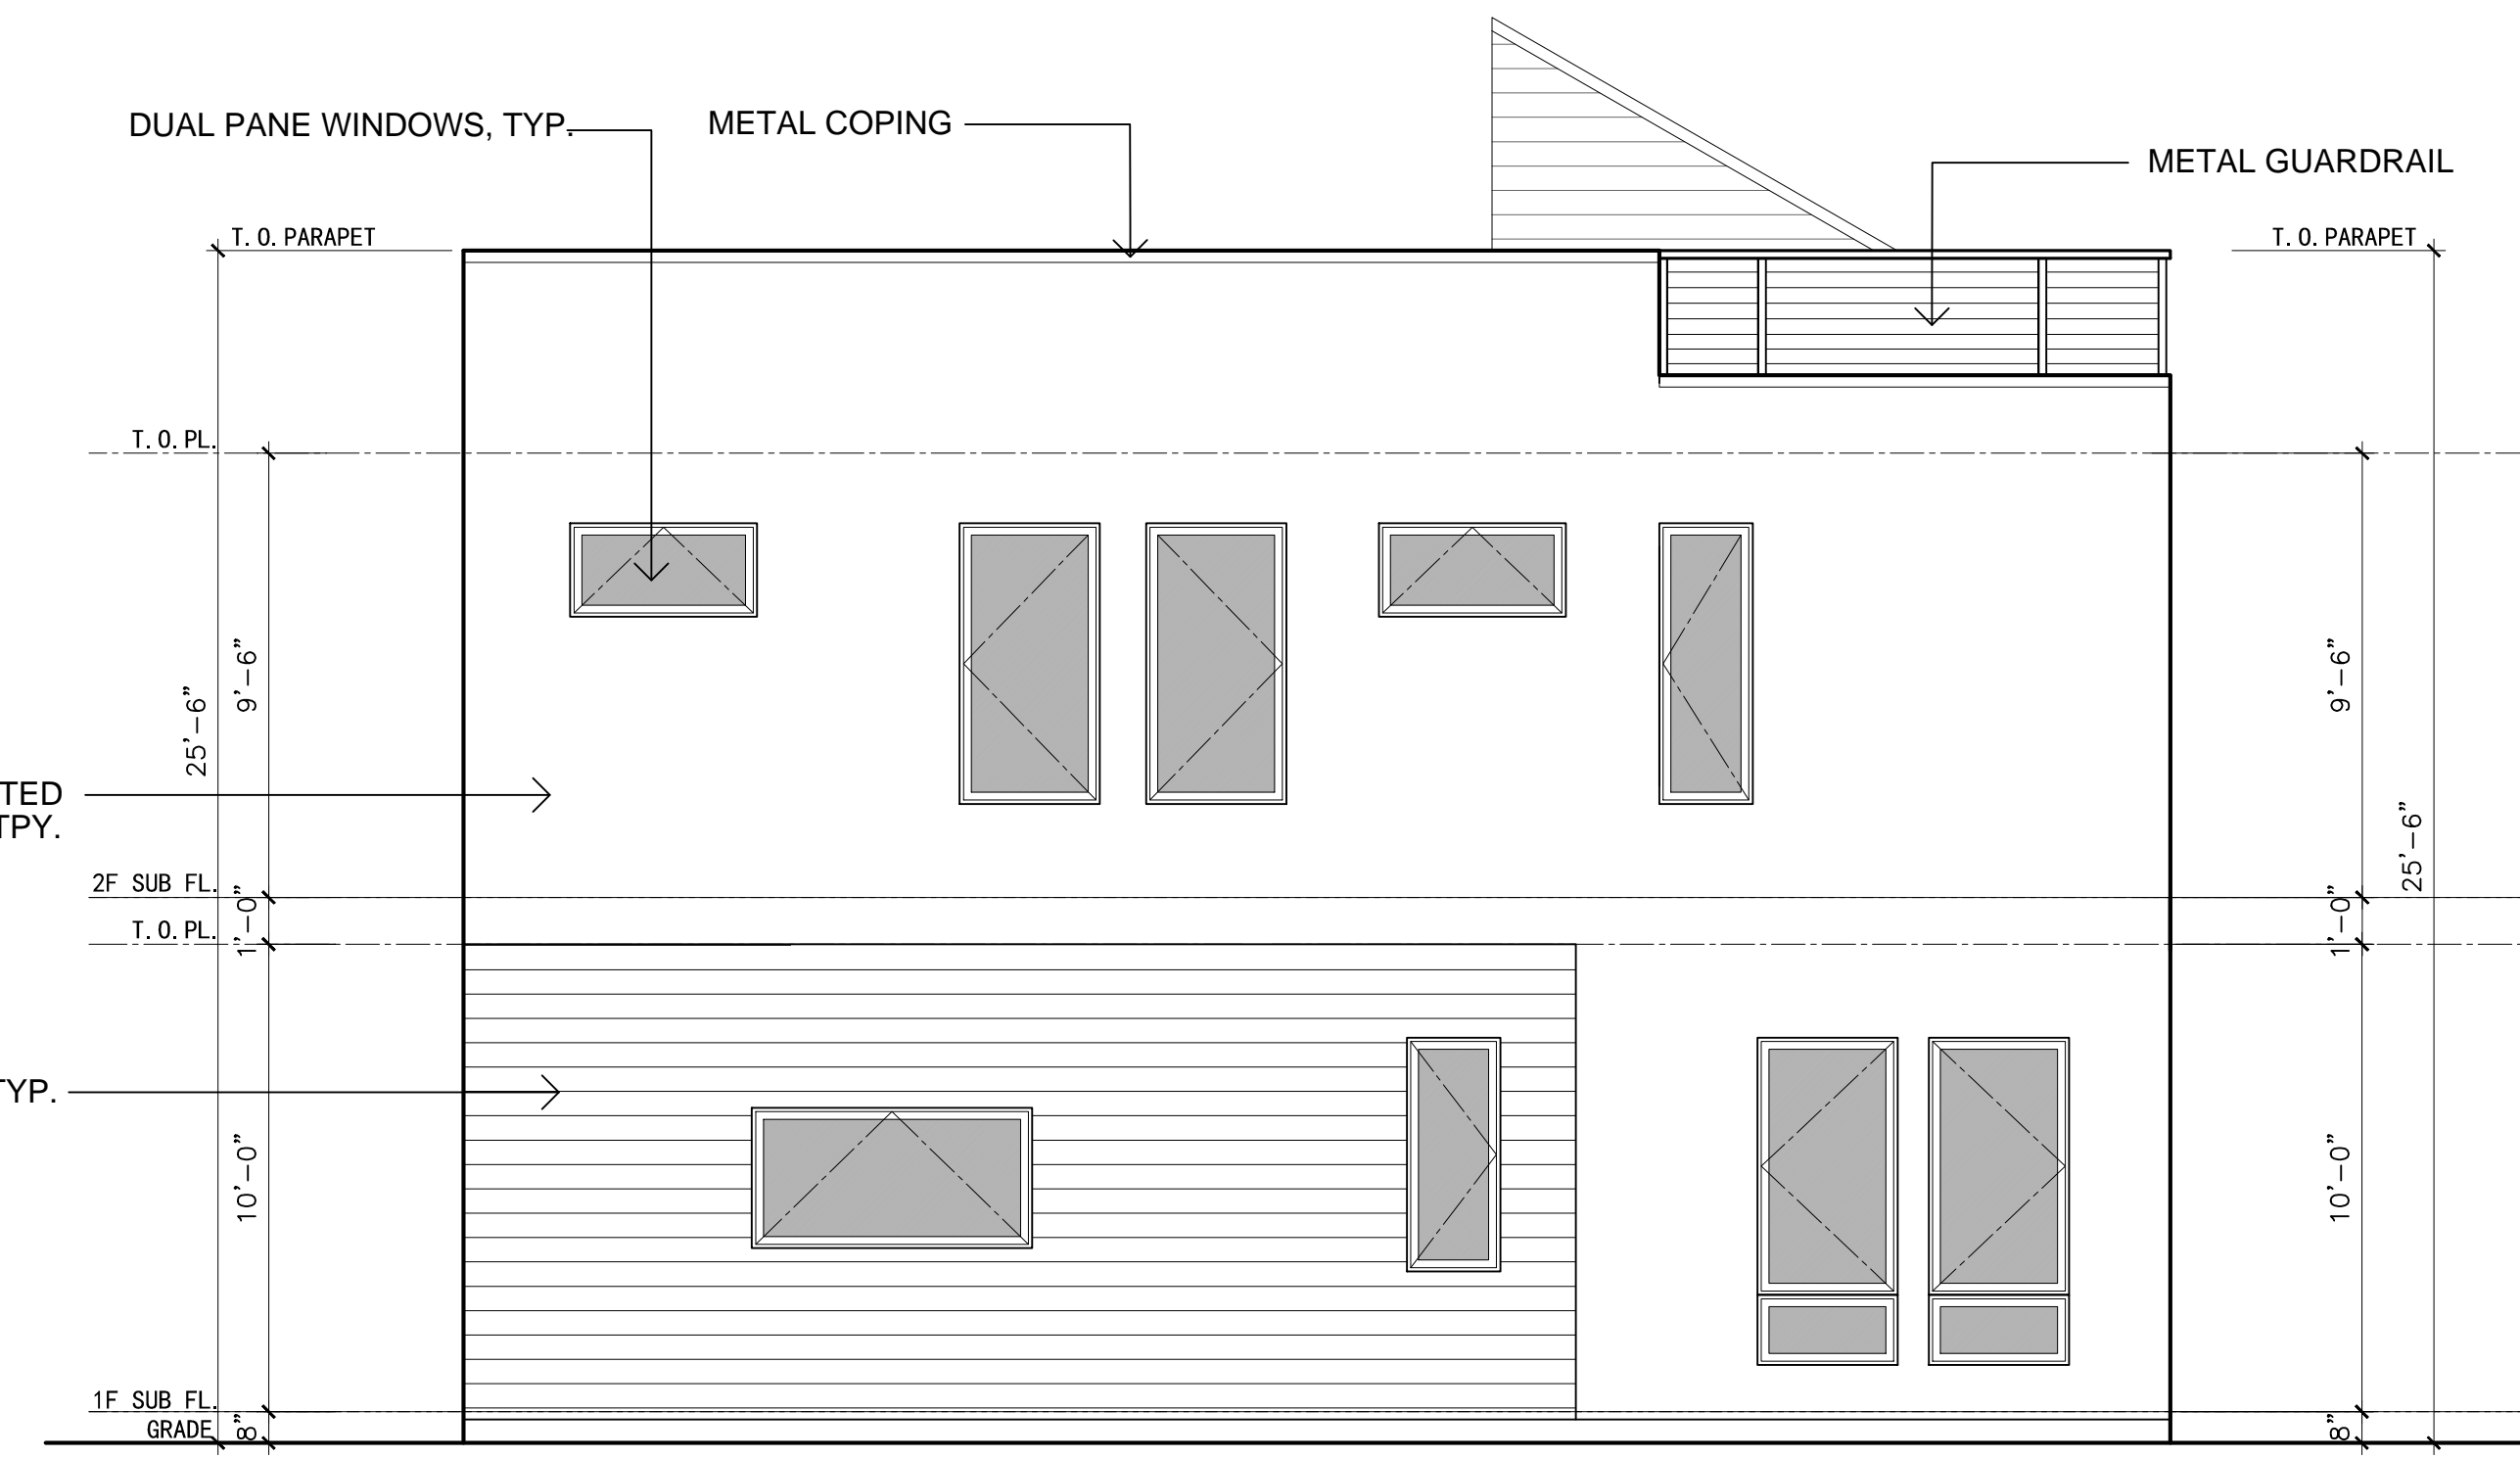 DUAL PANE WINDOWS, TYP.
METAL COPING
METAL GUARDRAIL
T.O. PARAPET
T.O. PARAPET
T.O. PL.
9'-6"
9'-6"
25'-6"
25'-6"
TED
TPY.
2F SUB FL.
1'-0"
1'-0"
T.O. PL.
TYP.
10'-0"
10'-0"
1F SUB FL.
GRADE
8"
8"